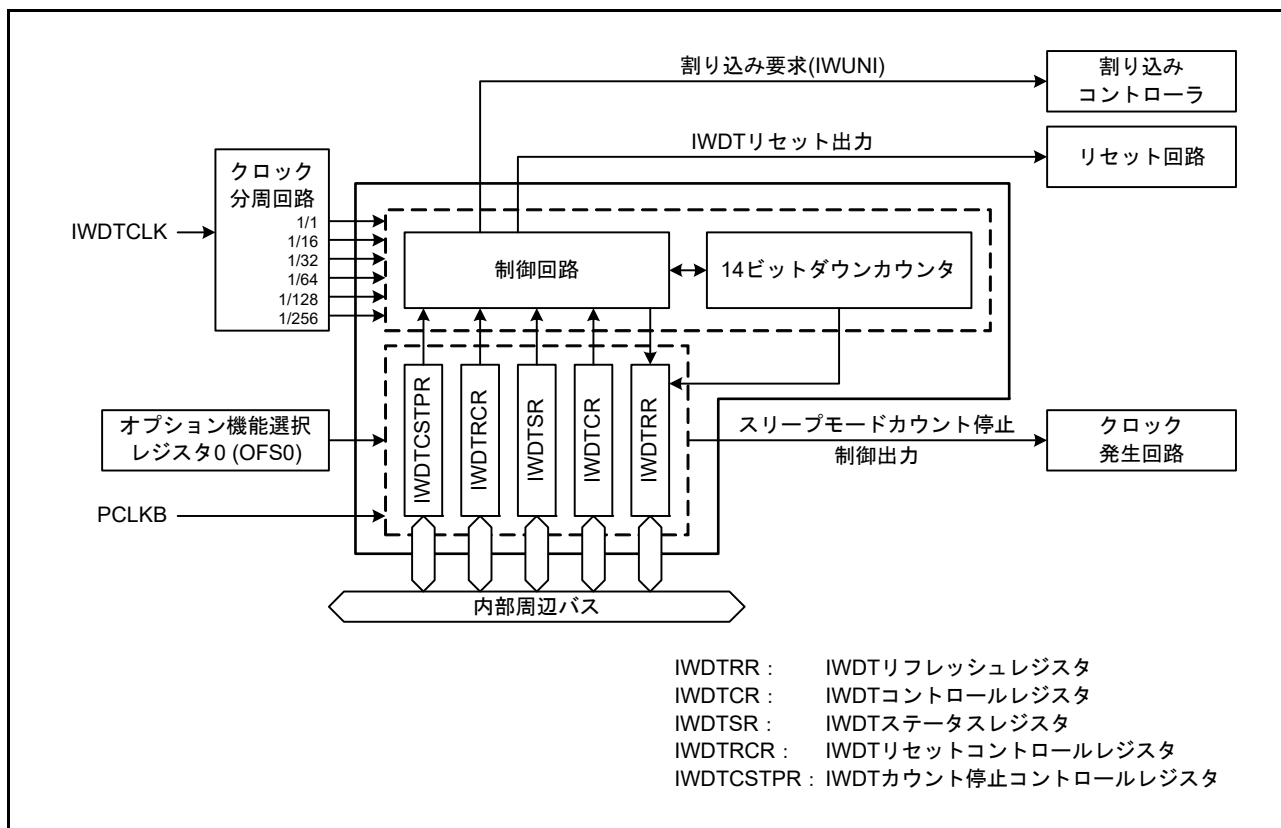 割り込み要求(IWUNI)
割り込み
コントローラ
IWDTリセット出力
リセット回路
クロック
分周回路
1/1
1/16
1/32
1/64
1/128
1/256
IWDTCLK
制御回路
14ビットダウンカウンタ
IWDTCSTPR
IWDTRCR
IWDTSR
IWDTCR
IWDTRR
オプション機能選択
レジスタ0 (OFS0)
PCLKB
スリープモードカウント停止
制御出力
クロック
発生回路
内部周辺バス
IWDTRR : IWDTリフレッシュレジスタ
IWDTCR : IWDTコントロールレジスタ
IWDTSR : IWDTステータスレジスタ
IWDTRCR : IWDTリセットコントロールレジスタ
IWDTCSTPR : IWDTカウント停止コントロールレジスタ